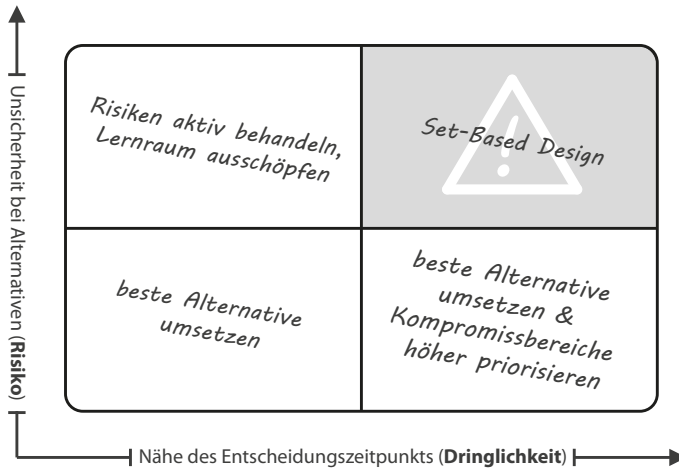 Unsicherheit bei Alternativen (Risiko)
Risiken aktiv behandeln,
Lernraum ausschöpfen
Set-Based Design
beste Alternative
umsetzen
beste Alternative
umsetzen &
Kompromissbereiche
höher priorisieren
Nähe des Entscheidungszeitpunkts (Dringlichkeit)